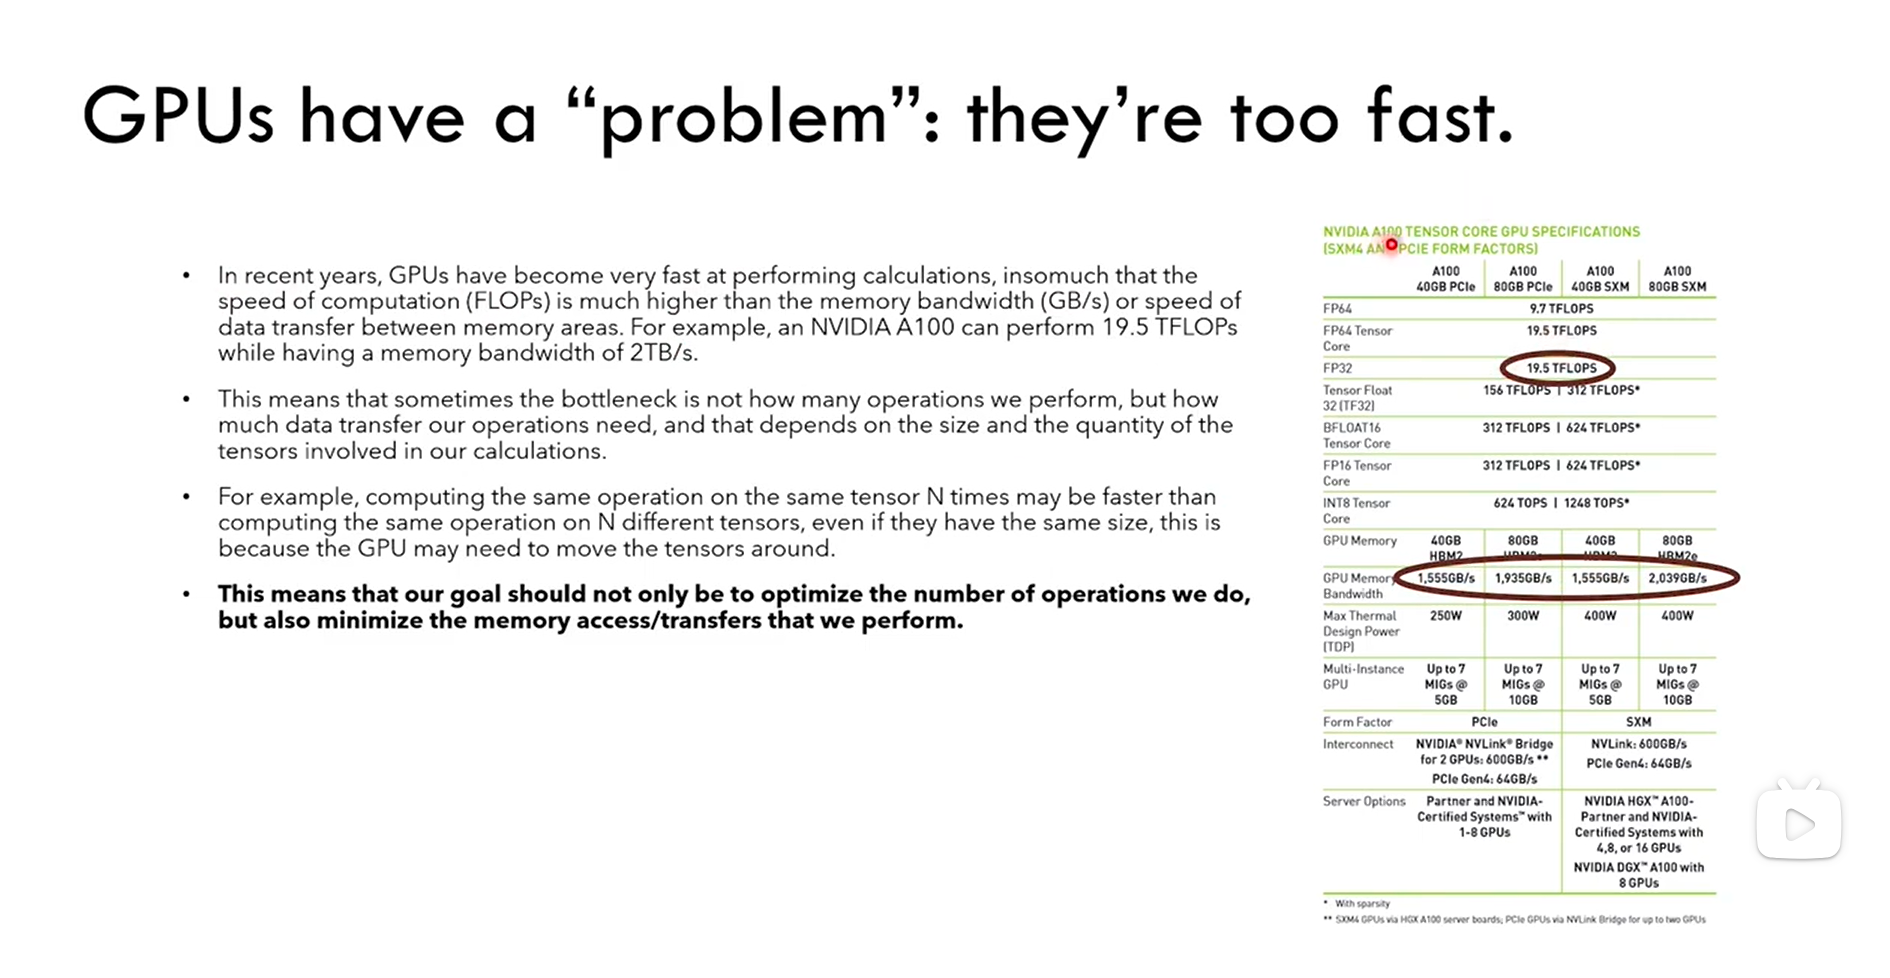 GPUs have a “problem”: they’re too fast.
• In recent years, GPUs have become very fast at performing calculations, insomuch that the
speed of computation (FLOPs) is much higher than the memory bandwidth (GB/s) or speed of
data transfer between memory areas. For example, an NVIDIA A100 can perform 19.5 TFLOPs
while having a memory bandwidth of 2TB/s.
• This means that sometimes the bottleneck is not how many operations we perform, but how
much data transfer our operations need, and that depends on the size and the quantity of the
tensors involved in our calculations.
• For example, computing the same operation on the same tensor N times may be faster than
computing the same operation on N different tensors, even if they have the same size, this is
because the GPU may need to move the tensors around.
• This means that our goal should not only be to optimize the number of operations we do,
but also minimize the memory access/transfers that we perform.
NVIDIA A100 TENSOR CORE GPU SPECIFICATIONS
(SXM4 AND PCIE FORM FACTORS)
A100 A100 A100 A100
40GB PCIe 80GB PCIe 40GB SXM 80GB SXM
FP64 9.7 TFLOPS
FP64 Tensor 19.5 TFLOPS
Core
FP32 19.5 TFLOPS
Tensor Float 156 TFLOPS | 312 TFLOPS*
32 (TF32)
BFLOAT16 312 TFLOPS | 624 TFLOPS*
Tensor Core
FP16 Tensor 312 TFLOPS | 624 TFLOPS*
Core
INT8 Tensor 624 TOPS | 1248 TOPS*
Core
GPU Memory 40GB 80GB 40GB 80GB
HBM2 HBM2e HBM2 HBM2e
GPU Memory 1,555GB/s 1,935GB/s 1,555GB/s 2,039GB/s
Bandwidth
Max Thermal 250W 300W 400W 400W
Design Power
(TDP)
Multi-Instance Up to 7 Up to 7 Up to 7 Up to 7
GPU MIGs @ MIGs @ MIGs @ MIGs @
5GB 10GB 5GB 10GB
Form Factor PCIe SXM
Interconnect NVIDIA® NVLink® Bridge NVLink: 600GB/s
for 2 GPUs: 600GB/s ** PCIe Gen4: 64GB/s
PCIe Gen4: 64GB/s
Server Options Partner and NVIDIA- NVIDIA HGX™ A100-
Certified Systems™ with Partner and NVIDIA-
1-8 GPUs Certified Systems with
4,8, or 16 GPUs
NVIDIA DGX™ A100 with
8 GPUs
* With sparsity
** SXM4 GPUs via HGX A100 server boards; PCIe GPUs via NVLink Bridge for up to two GPUs